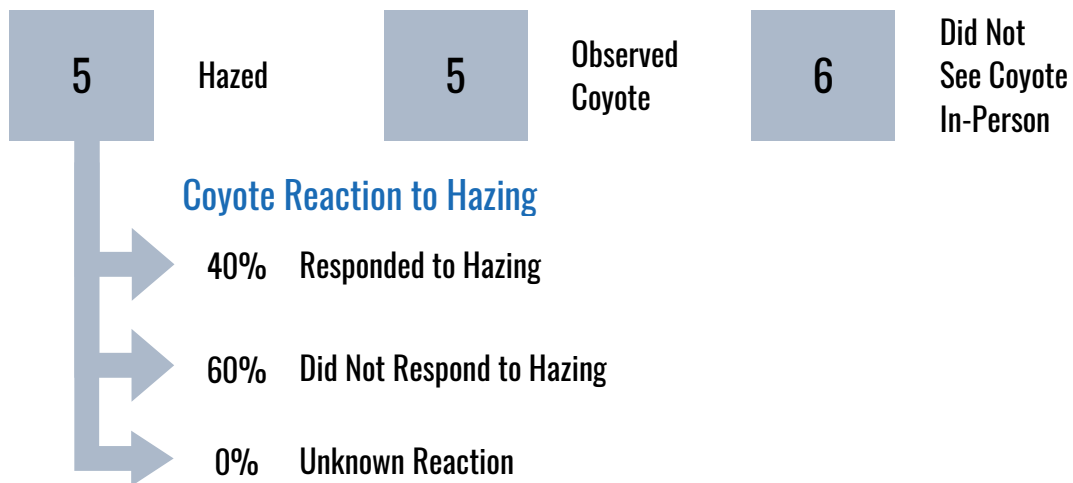 5
Hazed
5
Observed
Coyote
6
Did Not
See Coyote
In-Person
Coyote Reaction to Hazing
40% Responded to Hazing
60% Did Not Respond to Hazing
0% Unknown Reaction